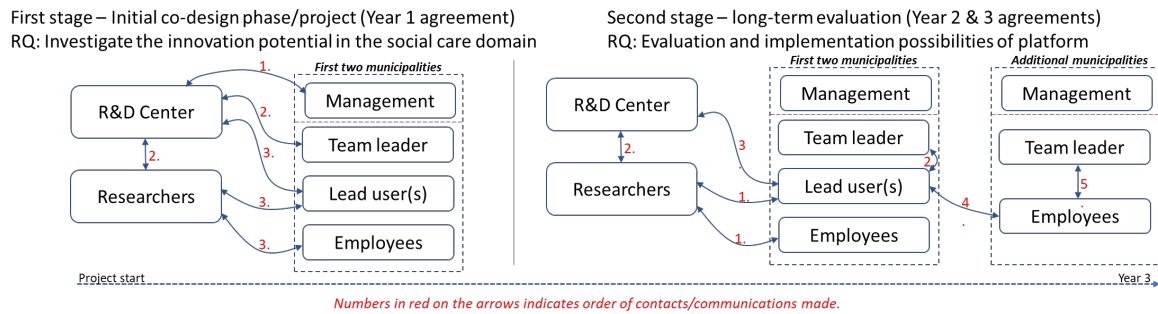 First stage – Initial co-design phase/project (Year 1 agreement)
RQ: Investigate the innovation potential in the social care domain
First two municipalities
1.
Management
R&D Center
2.
Team leader
2.
3.
Researchers
Lead user(s)
3.
3.
Employees
Second stage – long-term evaluation (Year 2 & 3 agreements)
RQ: Evaluation and implementation possibilities of platform
First two municipalities
Additional municipalities
R&D Center
Management
Management
2.
3
.
Team leader
2
Team leader
Researchers
1.
Lead user(s)
4
.
5
.
1.
Employees
Employees
Project start
Year 3
Numbers in red on the arrows indicates order of contacts/communications made.